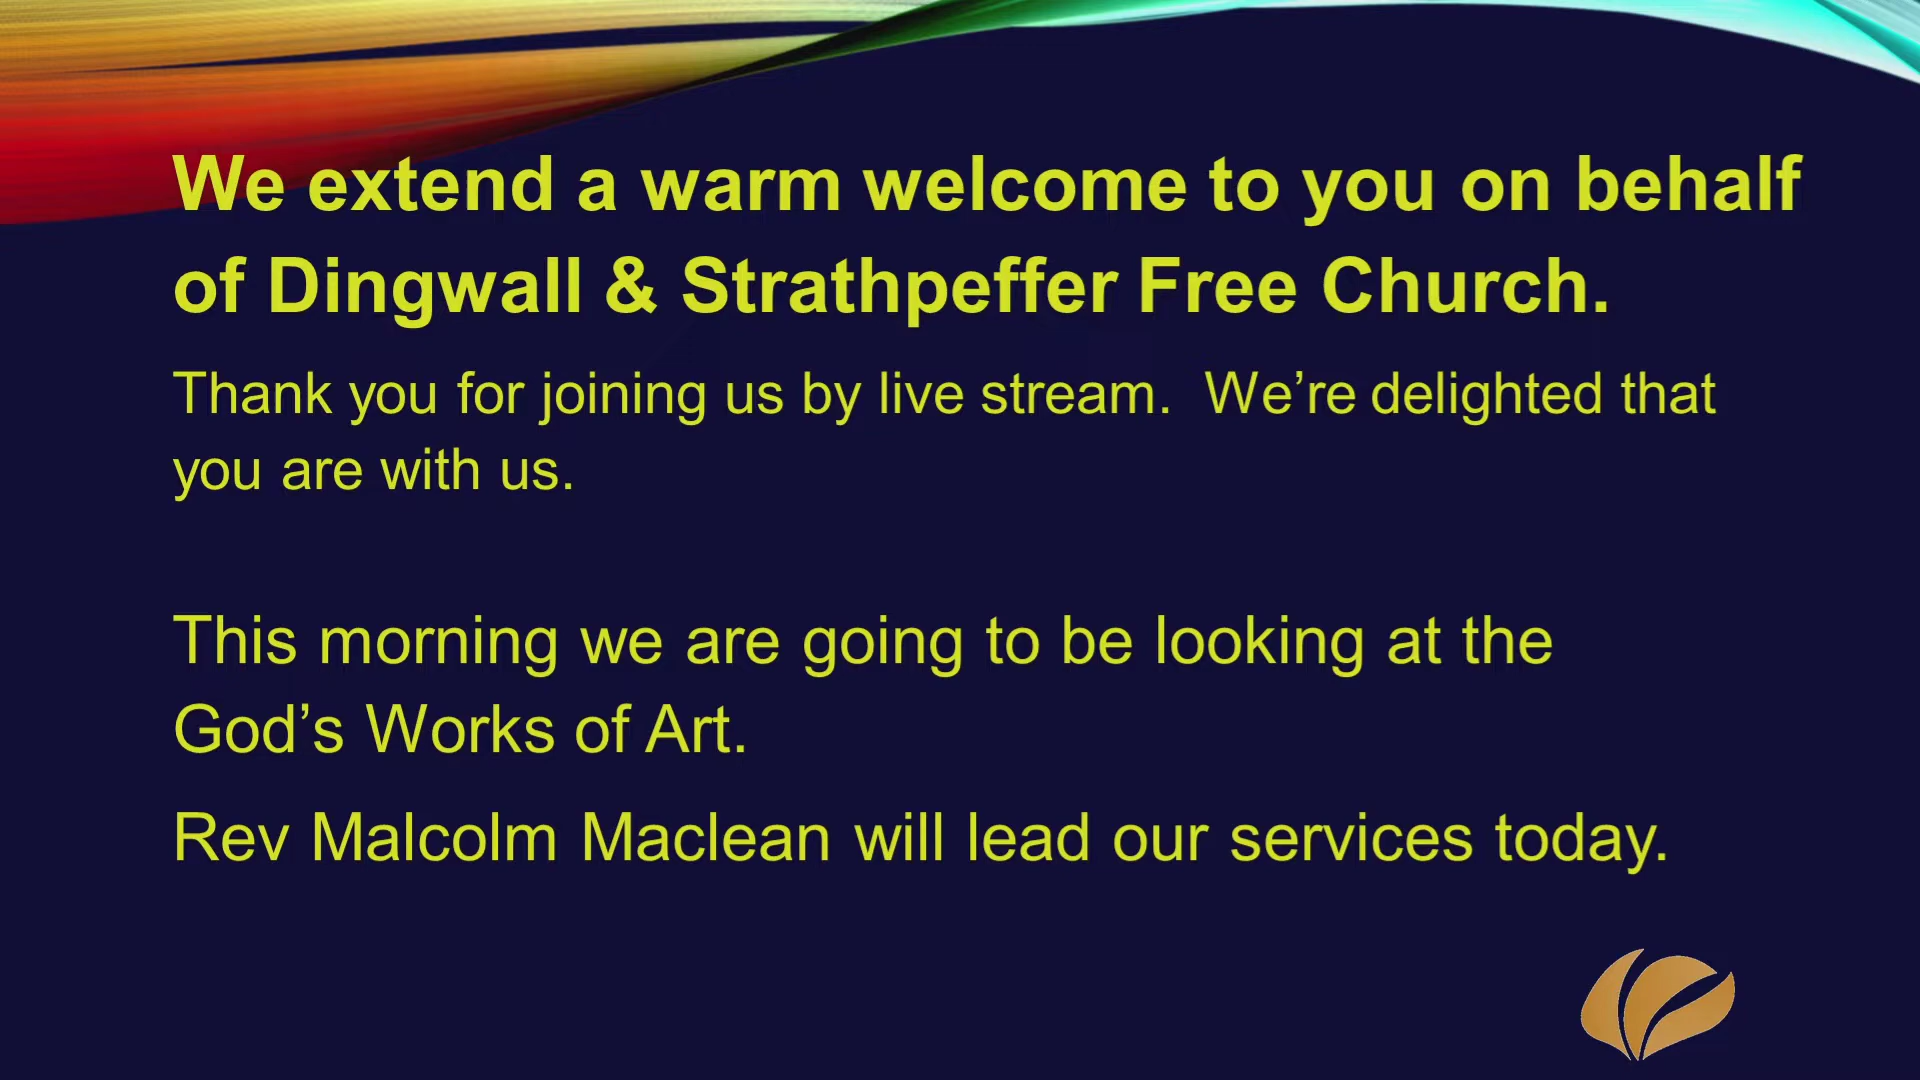 We extend a warm welcome to you on behalf
of Dingwall & Strathpeffer Free Church.
Thank you for joining us by live stream.  We’re delighted that
you are with us.
This morning we are going to be looking at the
God’s Works of Art.
Rev Malcolm Maclean will lead our services today.